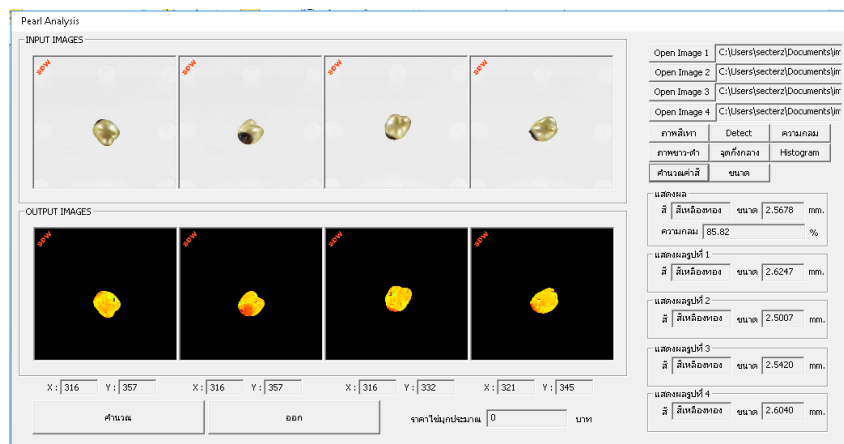 Pearl Analysis
INPUT IMAGES
BDW BDW BDW BDW
OUTPUT IMAGES
BDW BDW BDW BDW
X : 316 Y : 357 X : 316 Y : 357 X : 316 Y : 332 X : 321 Y : 345
คำนวณ ออก ราคาไข่มุกประมาณ 0 บาท
Open Image 1 C:\Users\secterz\Documents\im
Open Image 2 C:\Users\secterz\Documents\im
Open Image 3 C:\Users\secterz\Documents\im
Open Image 4 C:\Users\secterz\Documents\im
ภาพสีเทา Detect ความกลม
ภาพขาว-ดำ จุดกึ่งกลาง Histogram
คำนวณค่าสี ขนาด
แสดงผล
สี สีเหลืองทอง ขนาด 2.5678 mm.
ความกลม 85.82 %
แสดงผลรูปที่ 1
สี สีเหลืองทอง ขนาด 2.6247 mm.
แสดงผลรูปที่ 2
สี สีเหลืองทอง ขนาด 2.5007 mm.
แสดงผลรูปที่ 3
สี สีเหลืองทอง ขนาด 2.5420 mm.
แสดงผลรูปที่ 4
สี สีเหลืองทอง ขนาด 2.6040 mm.